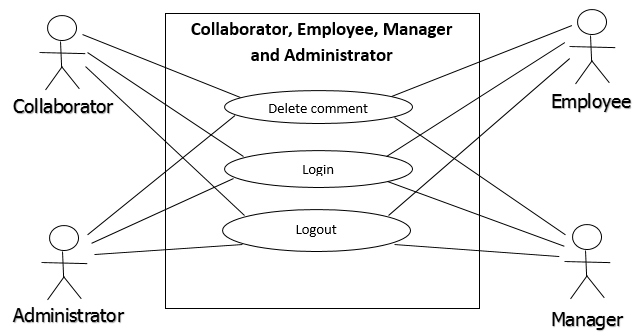 Collaborator, Employee, Manager
and Administrator
Collaborator
Employee
Delete comment
Login
Logout
Administrator
Manager